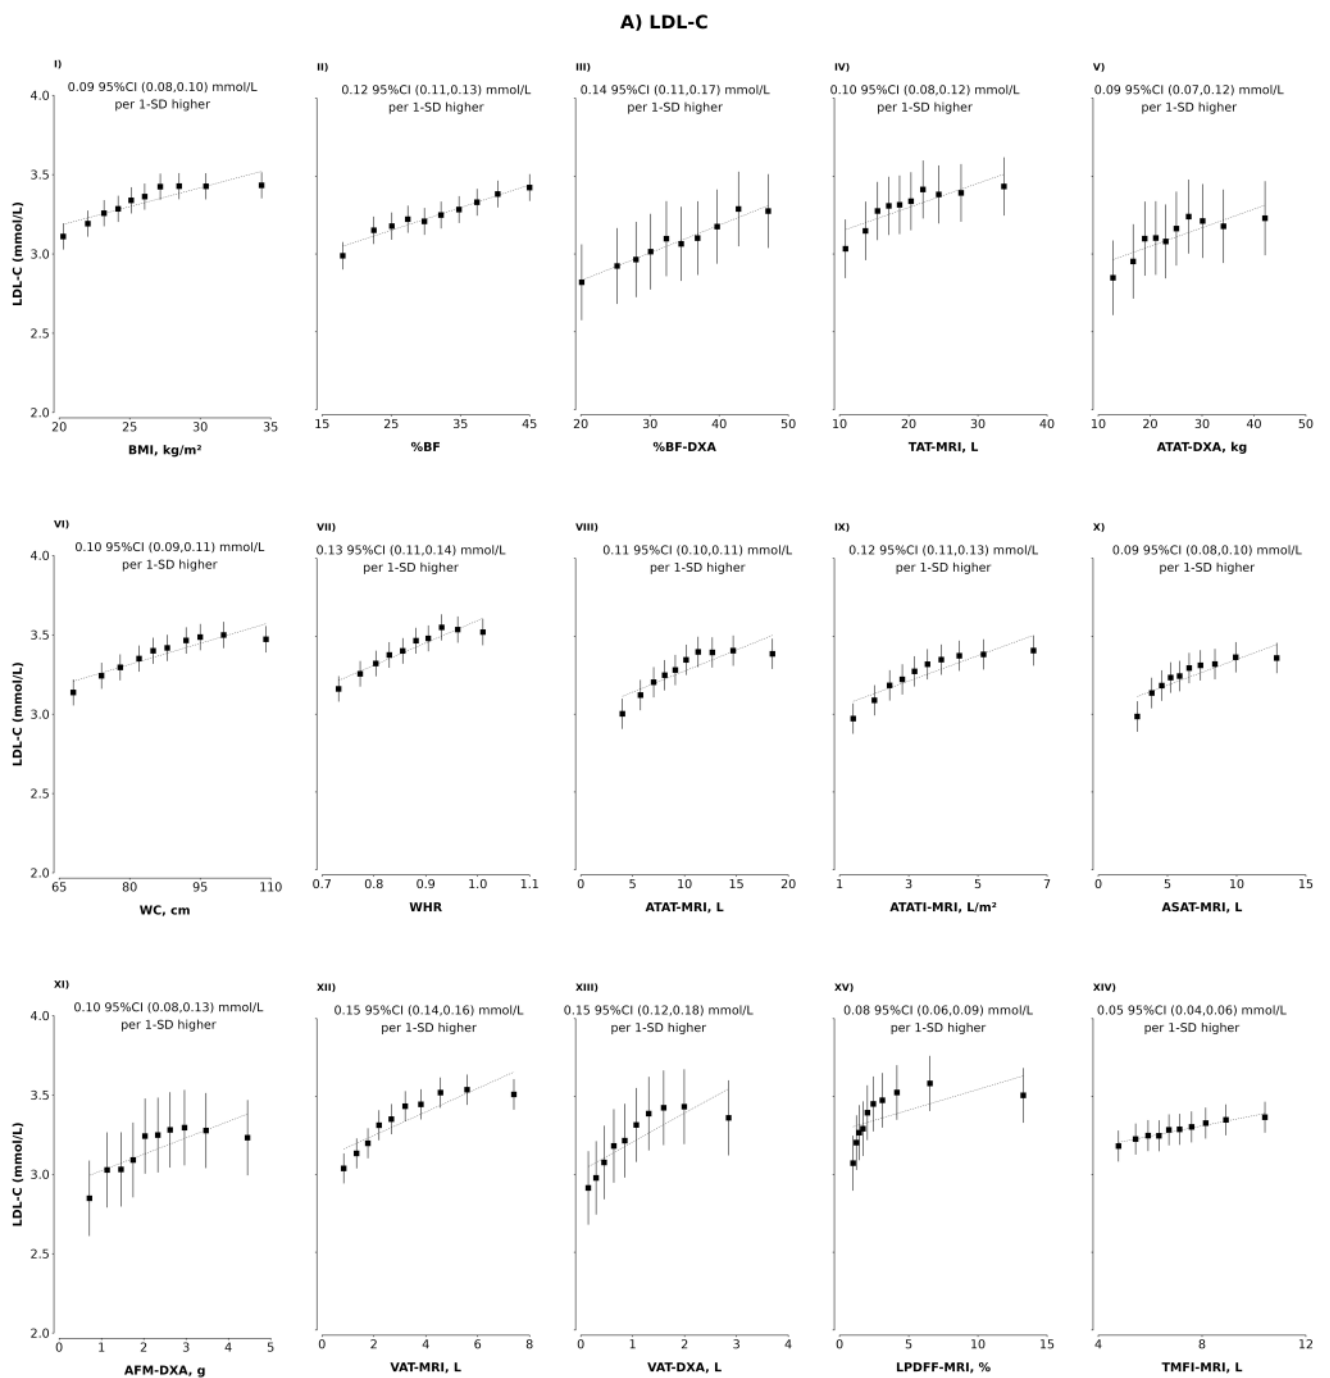 A) LDL-C
I)
0.09 95%CI (0.08,0.10) mmol/L
per 1-SD higher
II)
0.12 95%CI (0.11,0.13) mmol/L
per 1-SD higher
III)
0.14 95%CI (0.11,0.17) mmol/L
per 1-SD higher
IV)
0.10 95%CI (0.08,0.12) mmol/L
per 1-SD higher
V)
0.09 95%CI (0.07,0.12) mmol/L
per 1-SD higher
LDL-C (mmol/L)
4.0
3.5
3.0
2.5
2.0
20 25 30 35
BMI, kg/m²
15 25 35 45
%BF
20 30 40 50
%BF-DXA
10 20 30 40
TAT-MRI, L
10 20 30 40 50
ATAT-DXA, kg
VI)
0.10 95%CI (0.09,0.11) mmol/L
per 1-SD higher
VII)
0.13 95%CI (0.11,0.14) mmol/L
per 1-SD higher
VIII)
0.11 95%CI (0.10,0.11) mmol/L
per 1-SD higher
IX)
0.12 95%CI (0.11,0.13) mmol/L
per 1-SD higher
X)
0.09 95%CI (0.08,0.10) mmol/L
per 1-SD higher
LDL-C (mmol/L)
4.0
3.5
3.0
2.5
2.0
65 80 95 110
WC, cm
0.7 0.8 0.9 1.0 1.1
WHR
0 5 10 15 20
ATAT-MRI, L
1 3 5 7
ATATI-MRI, L/m²
0 5 10 15
ASAT-MRI, L
XI)
0.10 95%CI (0.08,0.13) mmol/L
per 1-SD higher
XII)
0.15 95%CI (0.14,0.16) mmol/L
per 1-SD higher
XIII)
0.15 95%CI (0.12,0.18) mmol/L
per 1-SD higher
XV)
0.08 95%CI (0.06,0.09) mmol/L
per 1-SD higher
XIV)
0.05 95%CI (0.04,0.06) mmol/L
per 1-SD higher
LDL-C (mmol/L)
4.0
3.5
3.0
2.5
2.0
0 1 2 3 4 5
AFM-DXA, g
0 2 4 6 8
VAT-MRI, L
0 1 2 3 4
VAT-DXA, L
0 5 10 15
LPDFF-MRI, %
4 8 12
TMFI-MRI, L